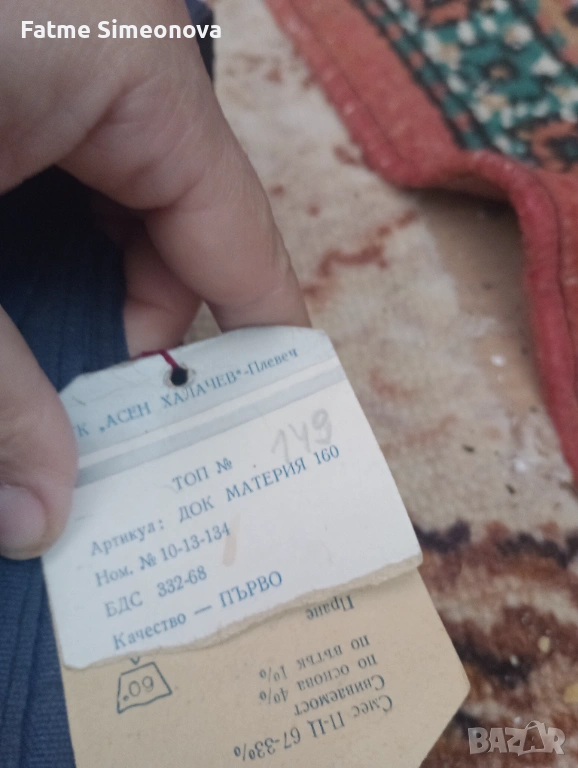 Fatme Simeonova
К „АСЕН ХАЛАЧЕВ"-Плевен
ТОП № 149
Артикул: ДОК МАТЕРИЯ 160
Ном. № 10-13-134
БДС 332-68
Качество — ПЪРВО
Пране
60°
по вътък 1%
по основа 4%
Свиваемост
Смес П-Ц 67-33%
bazar